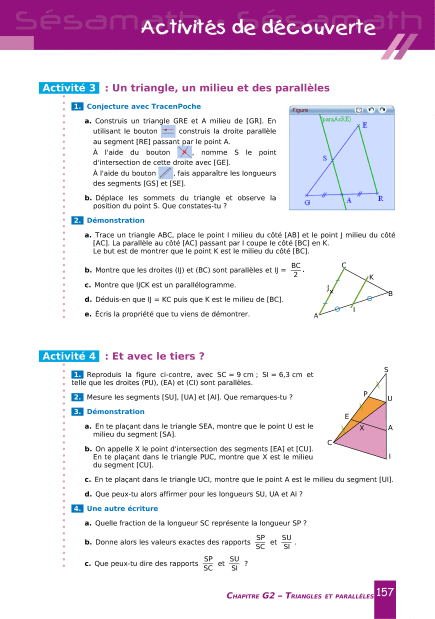 Sésamath Sésamath Sésamath
Activités de découverte
Activité 3 : Un triangle, un milieu et des parallèles
1. Conjecture avec TracenPoche
a. Construis un triangle GRE et A milieu de [GR]. En
utilisant le bouton construis la droite parallèle
au segment [RE] passant par le point A.
À l'aide du bouton , nomme S le point
d'intersection de cette droite avec [GE].
À l'aide du bouton , fais apparaître les longueurs
des segments [GS] et [SE].
b. Déplace les sommets du triangle et observe la
position du point S. Que constates-tu ?
Figure
paraA(RE)
E
S
G
A
R
2. Démonstration
a. Trace un triangle ABC, place le point I milieu du côté [AB] et le point J milieu du côté
[AC]. La parallèle au côté [AC] passant par I coupe le côté [BC] en K.
Le but est de montrer que le point K est le milieu du côté [BC].
b. Montre que les droites (IJ) et (BC) sont parallèles et IJ = BC/2.
c. Montre que IJCK est un parallélogramme.
d. Déduis-en que IJ = KC puis que K est le milieu de [BC].
e. Écris la propriété que tu viens de démontrer.
C
K
J
B
I
A
Activité 4 : Et avec le tiers ?
1. Reproduis la figure ci-contre, avec SC = 9 cm ; SI = 6,3 cm et
telle que les droites (PU), (EA) et (CI) sont parallèles.
2. Mesure les segments [SU], [UA] et [AI]. Que remarques-tu ?
3. Démonstration
a. En te plaçant dans le triangle SEA, montre que le point U est le
milieu du segment [SA].
b. On appelle X le point d'intersection des segments [EA] et [CU].
En te plaçant dans le triangle PUC, montre que X est le milieu
du segment [CU].
S
P
U
E
X
A
C
I
c. En te plaçant dans le triangle UCI, montre que le point A est le milieu du segment [UI].
d. Que peux-tu alors affirmer pour les longueurs SU, UA et AI ?
4. Une autre écriture
a. Quelle fraction de la longueur SC représente la longueur SP ?
b. Donne alors les valeurs exactes des rapports SP/SC et SU/SI .
c. Que peux-tu dire des rapports SP/SC et SU/SI ?
Chapitre G2 – Triangles et parallèles 157